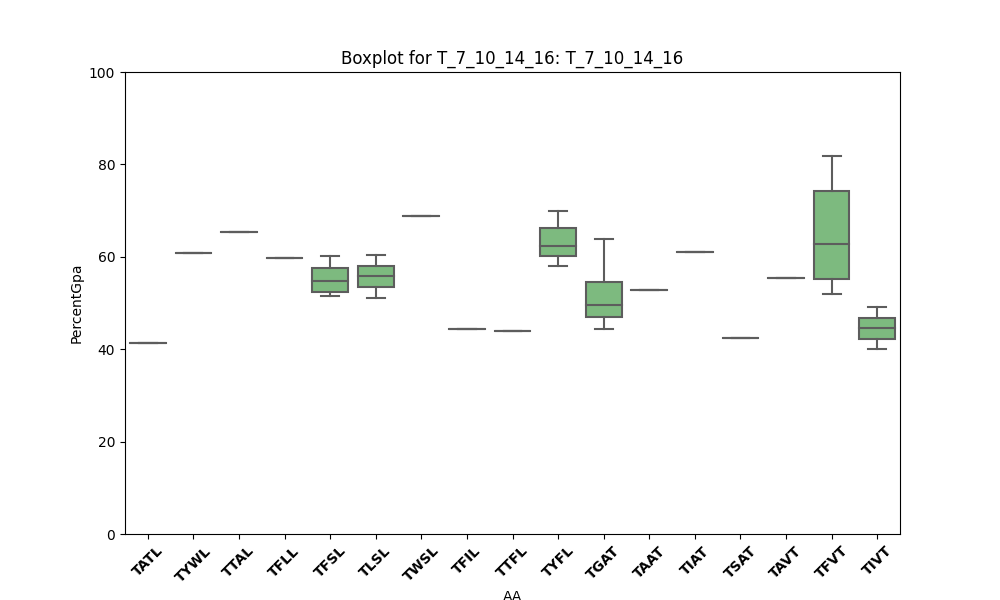 Boxplot for T_7_10_14_16: T_7_10_14_16
100
80
60
40
20
0
PercentGpa
TATL TYWL TTAL TFLL TFSL TLSL TWSL TFIL TTFL TYFL TGAT TAAT TIAT TSAT TAVT TFVT TIVT
AA